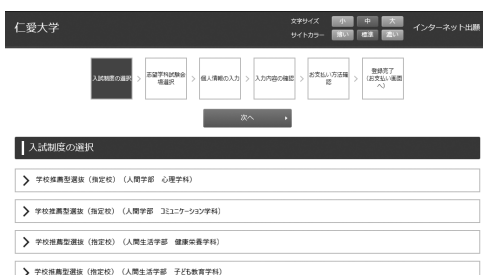 仁愛大学
文字サイズ 小 中 大
サイトカラー 薄い 標準 濃い
インターネット出願
入試制度の選択 > 志望学科試験会場選択 > 個人情報の入力 > 入力内容の確認 > お支払い方法確認 > 登録完了(お支払い画面へ)
次へ
入試制度の選択
学校推薦型選抜(指定校)(人間学部 心理学科)
学校推薦型選抜(指定校)(人間学部 コミュニケーション学科)
学校推薦型選抜(指定校)(人間生活学部 健康栄養学科)
学校推薦型選抜(指定校)(人間生活学部 子ども教育学科)